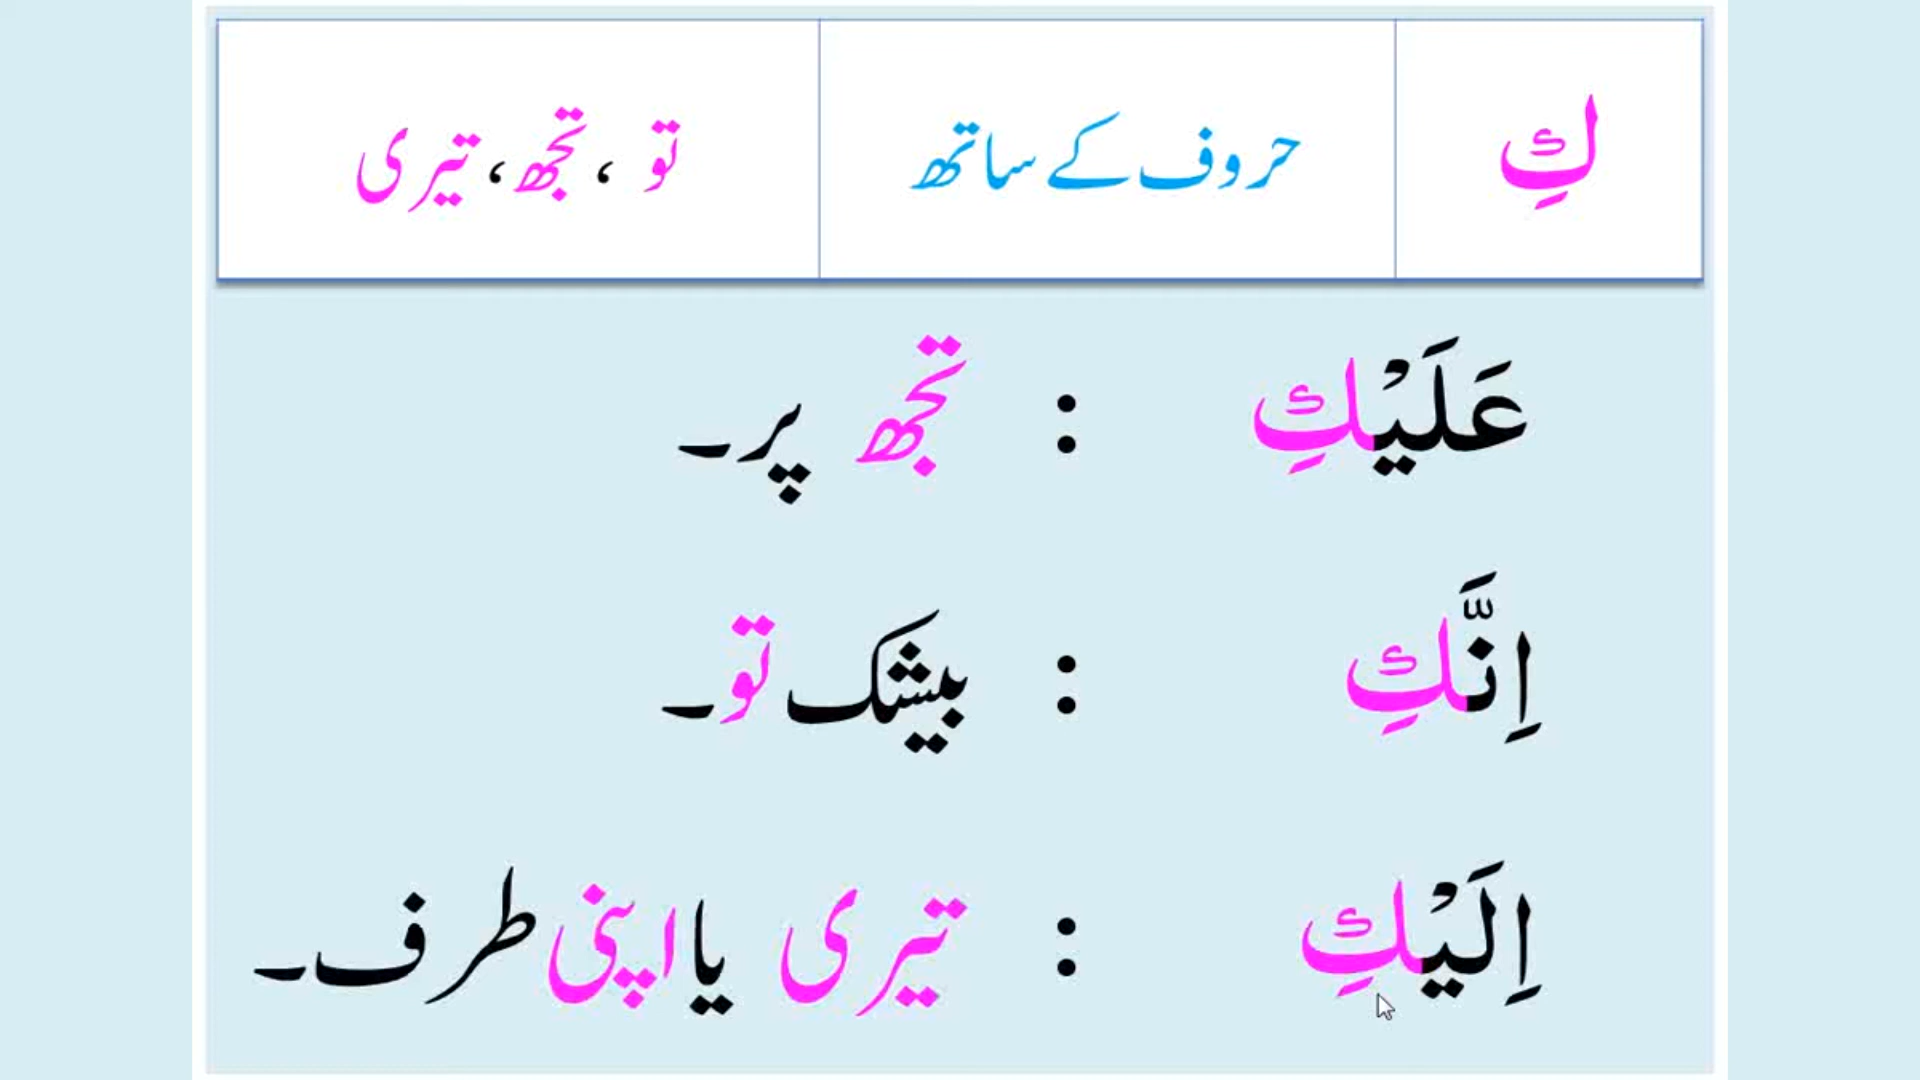 كِ حروف کے ساتھ تو ، تجھ، تیری
عَلَيْكِ : تجھ پر۔
اِنَّكِ : بیشک تو۔
اِلَيْكِ : تیری یا اپنی طرف۔